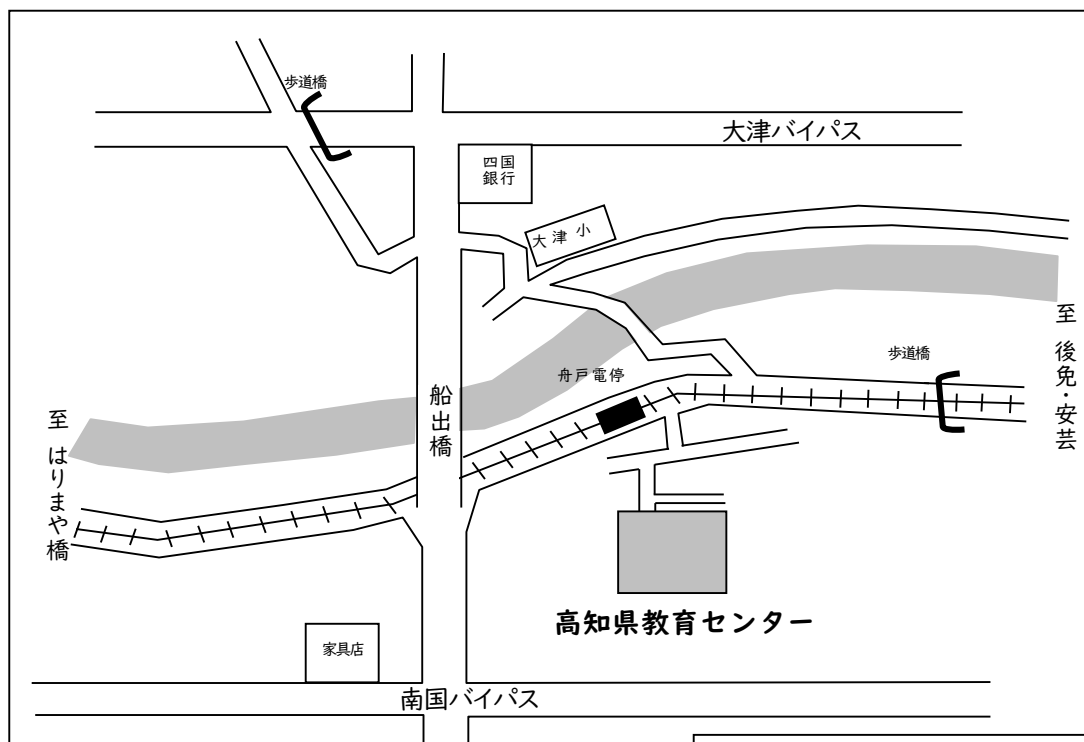 歩道橋
大津バイパス
四国
銀行
大津小
至 後免・安芸
歩道橋
舟戸電停
船出橋
至 はりまや橋
高知県教育センター
家具店
南国バイパス